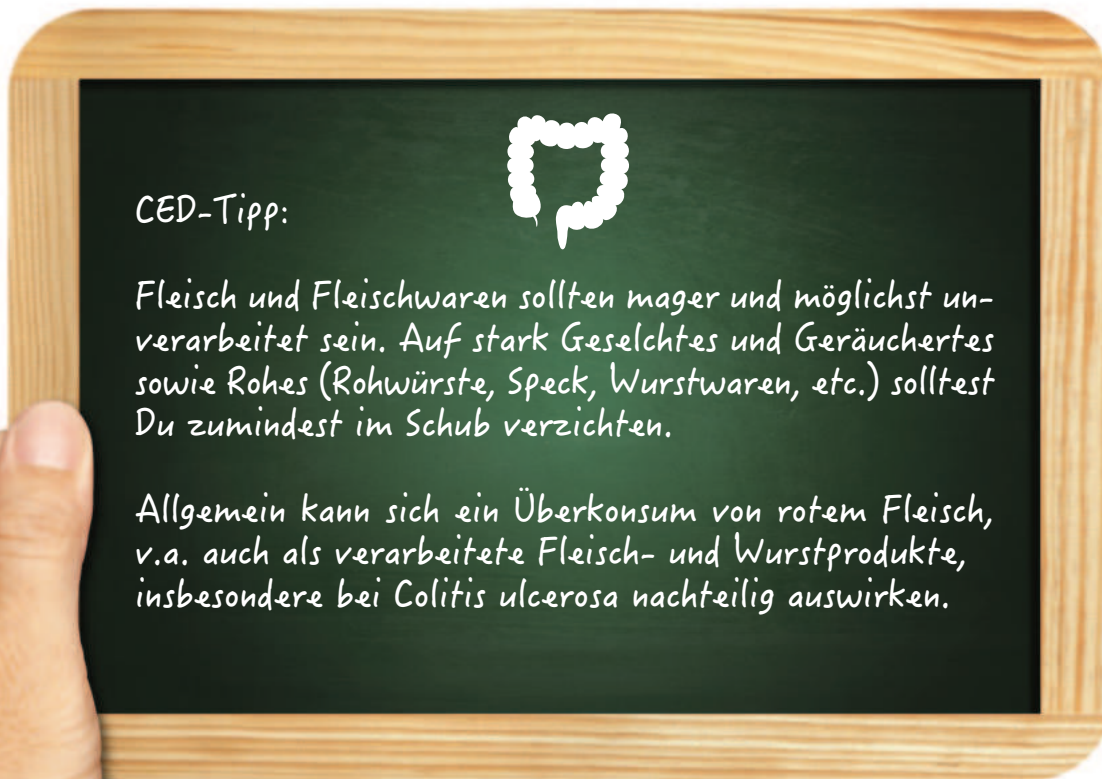 CED-Tipp:
Fleisch und Fleischwaren sollten mager und möglichst un-
verarbeitet sein. Auf stark Geselchtes und Geräuchertes
sowie Rohes (Rohwürste, Speck, Wurstwaren, etc.) solltest
Du zumindest im Schub verzichten.
Allgemein kann sich ein Überkonsum von rotem Fleisch,
v.a. auch als verarbeitete Fleisch- und Wurstprodukte,
insbesondere bei Colitis ulcerosa nachteilig auswirken.